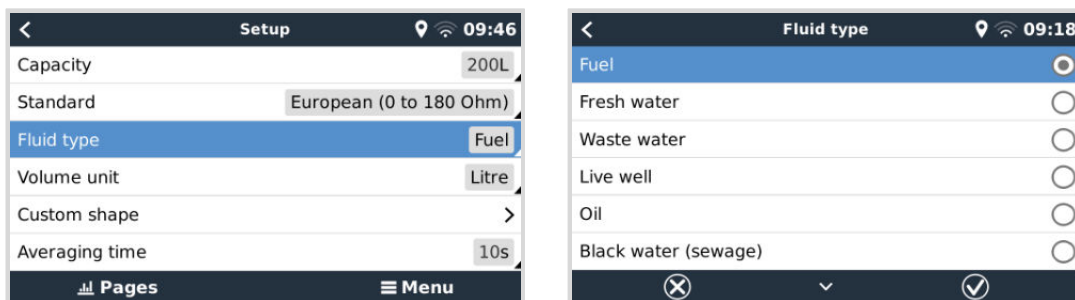 Setup 09:46
Capacity 200L
Standard European (0 to 180 Ohm)
Fluid type Fuel
Volume unit Litre
Custom shape
Averaging time 10s
Pages Menu
Fluid type 09:18
Fuel
Fresh water
Waste water
Live well
Oil
Black water (sewage)